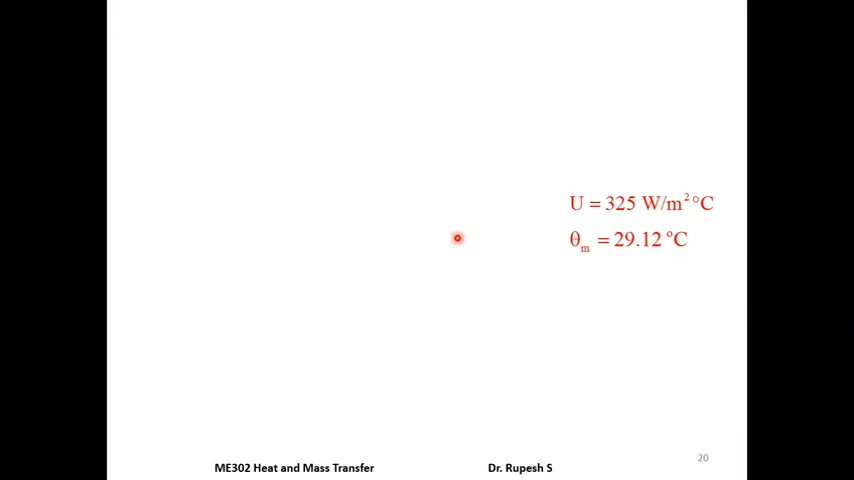 U = 325 W/m²°C
θₘ = 29.12 °C
20
ME302 Heat and Mass Transfer Dr. Rupesh S